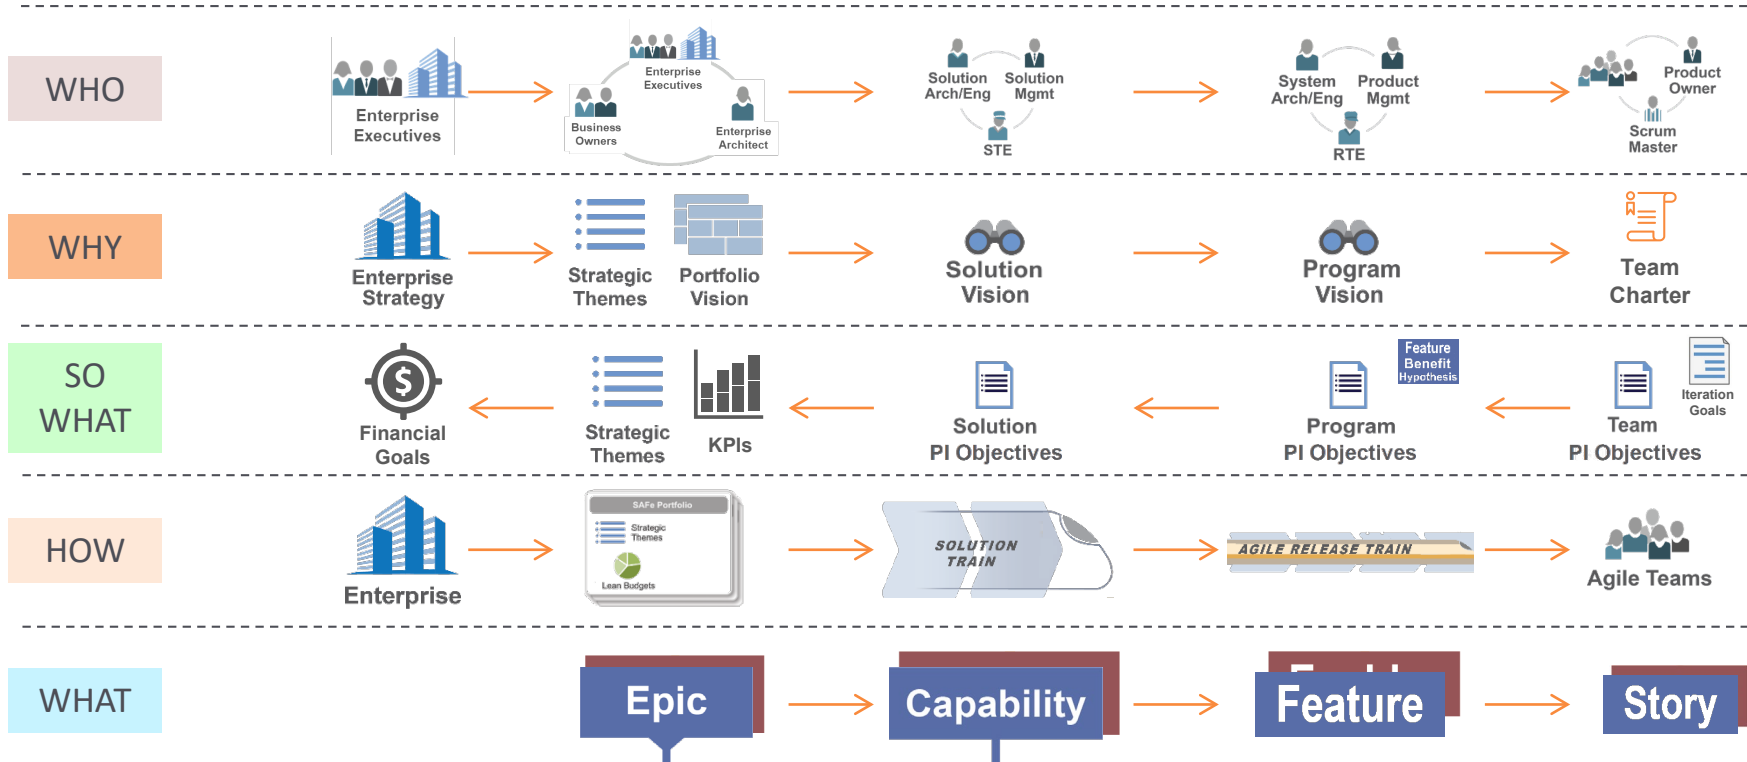 WHO
Enterprise
Executives
Enterprise
Executives
Business
Owners
Enterprise
Architect
Solution
Arch/Eng
Solution
Mgmt
STE
System
Arch/Eng
Product
Mgmt
RTE
Product
Owner
Scrum
Master
WHY
Enterprise
Strategy
Strategic
Themes
Portfolio
Vision
Solution
Vision
Program
Vision
Team
Charter
SO
WHAT
$
Financial
Goals
Strategic
Themes
KPIs
Solution
PI Objectives
Feature
Benefit
Hypothesis
Program
PI Objectives
Iteration
Goals
Team
PI Objectives
HOW
Enterprise
SAFe Portfolio
Strategic
Themes
Lean Budgets
SOLUTION
TRAIN
AGILE RELEASE TRAIN
Agile Teams
WHAT
Epic
Capability
Feature
Story